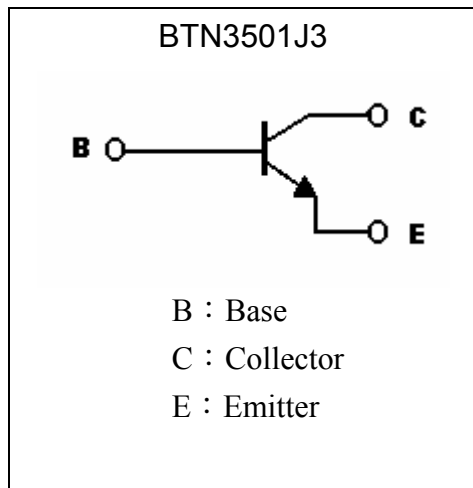 BTN3501J3
B C
E
B：Base
C：Collector
E：Emitter